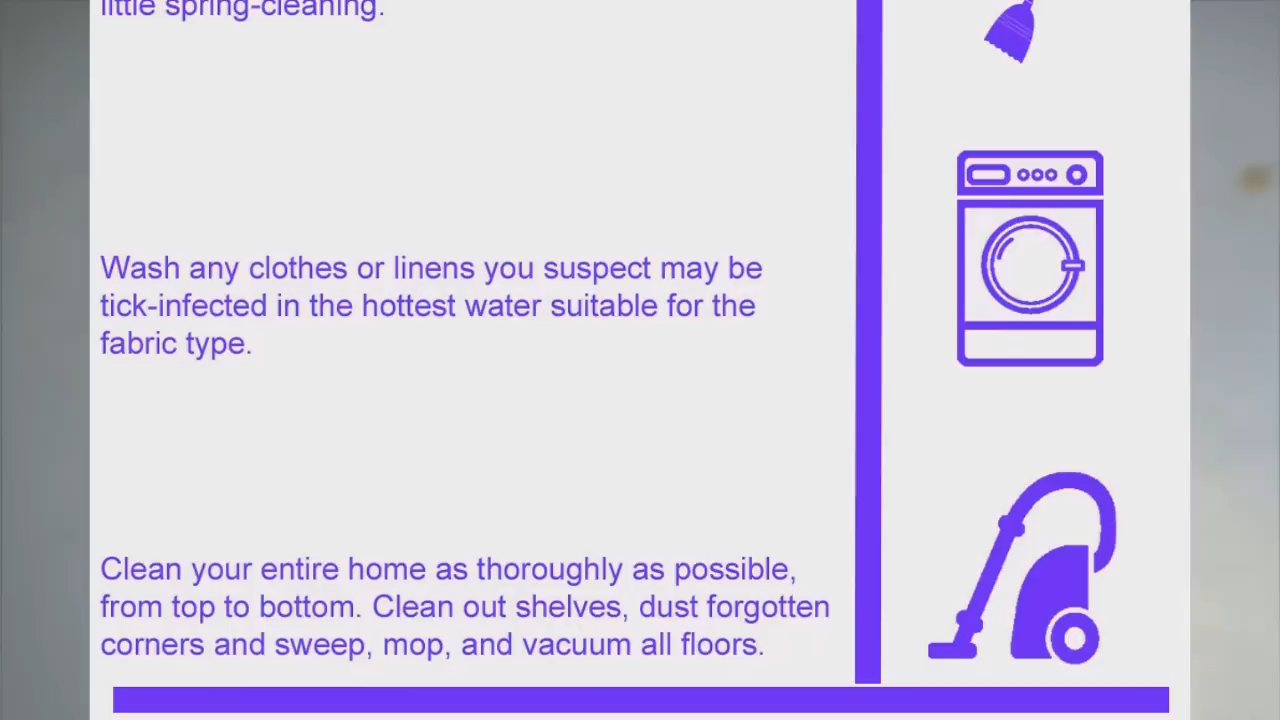 little spring-cleaning.
Wash any clothes or linens you suspect may be
tick-infected in the hottest water suitable for the
fabric type.
Clean your entire home as thoroughly as possible,
from top to bottom. Clean out shelves, dust forgotten
corners and sweep, mop, and vacuum all floors.